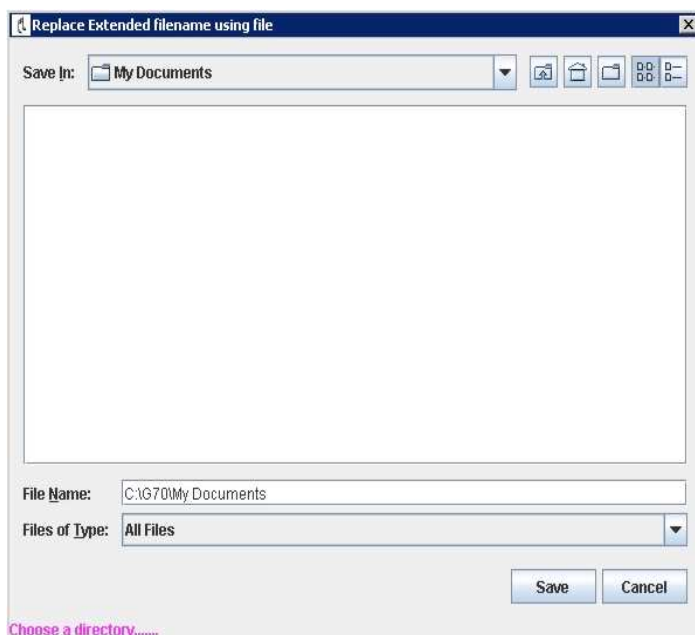 Replace Extended filename using file
Save In: My Documents
File Name: C:\G70\My Documents
Files of Type: All Files
Save Cancel
Choose a directory.......